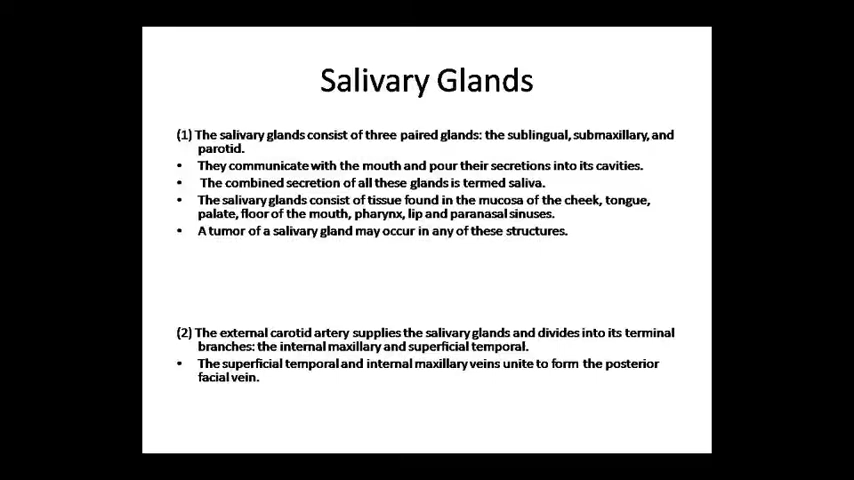 Salivary Glands
(1) The salivary glands consist of three paired glands: the sublingual, submaxillary, and
parotid.
• They communicate with the mouth and pour their secretions into its cavities.
• The combined secretion of all these glands is termed saliva.
• The salivary glands consist of tissue found in the mucosa of the cheek, tongue,
palate, floor of the mouth, pharynx, lip and paranasal sinuses.
• A tumor of a salivary gland may occur in any of these structures.
(2) The external carotid artery supplies the salivary glands and divides into its terminal
branches: the internal maxillary and superficial temporal.
• The superficial temporal and internal maxillary veins unite to form the posterior
facial vein.